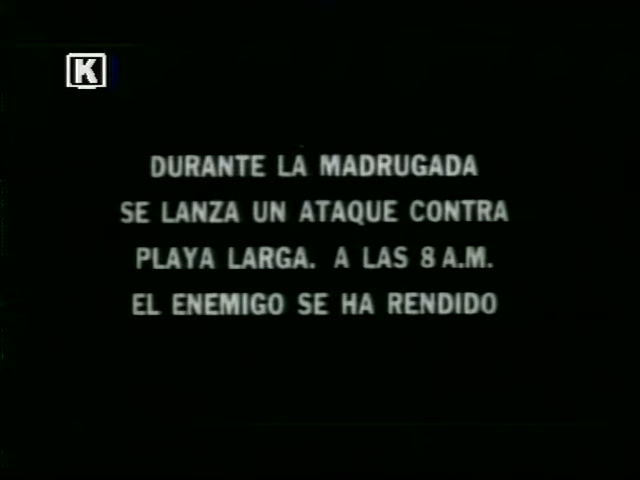 K
DURANTE LA MADRUGADA
SE LANZA UN ATAQUE CONTRA
PLAYA LARGA. A LAS 8 A.M.
EL ENEMIGO SE HA RENDIDO